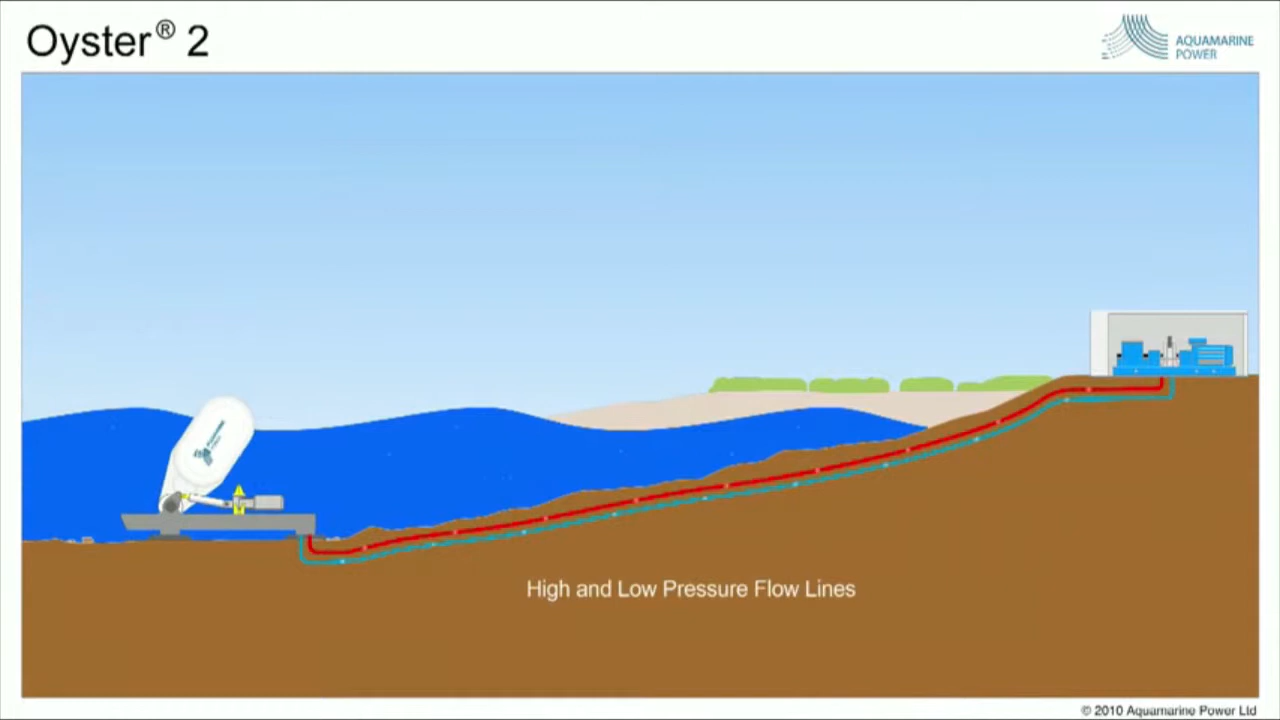 Oyster® 2
AQUAMARINE
POWER
High and Low Pressure Flow Lines
© 2010 Aquamarine Power Ltd